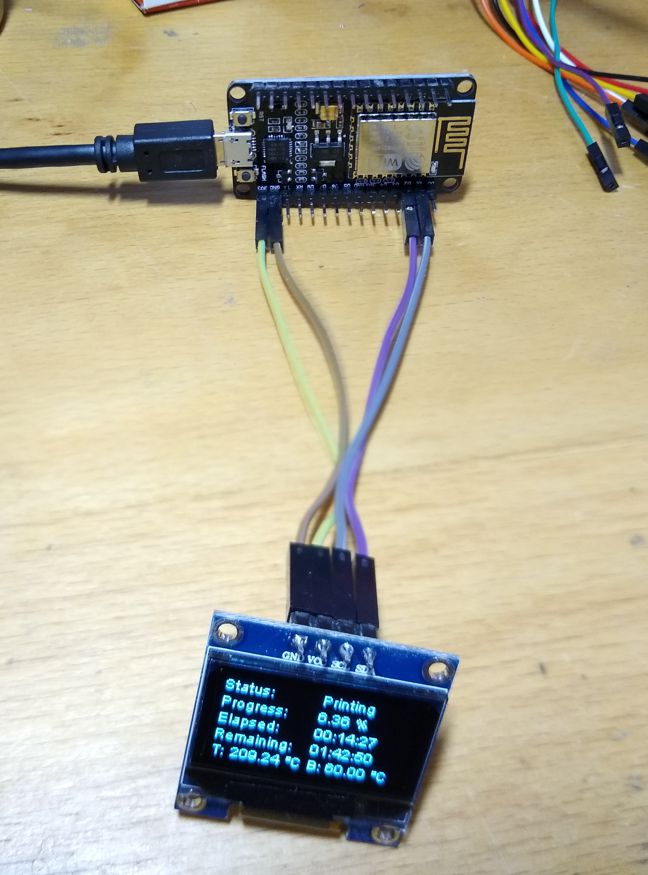 GND VCC SCL SDA
Status: Printing
Progress: 6.36 %
Elapsed: 00:14:27
Remaining: 01:42:50
T: 209.24 °C B: 60.00 °C